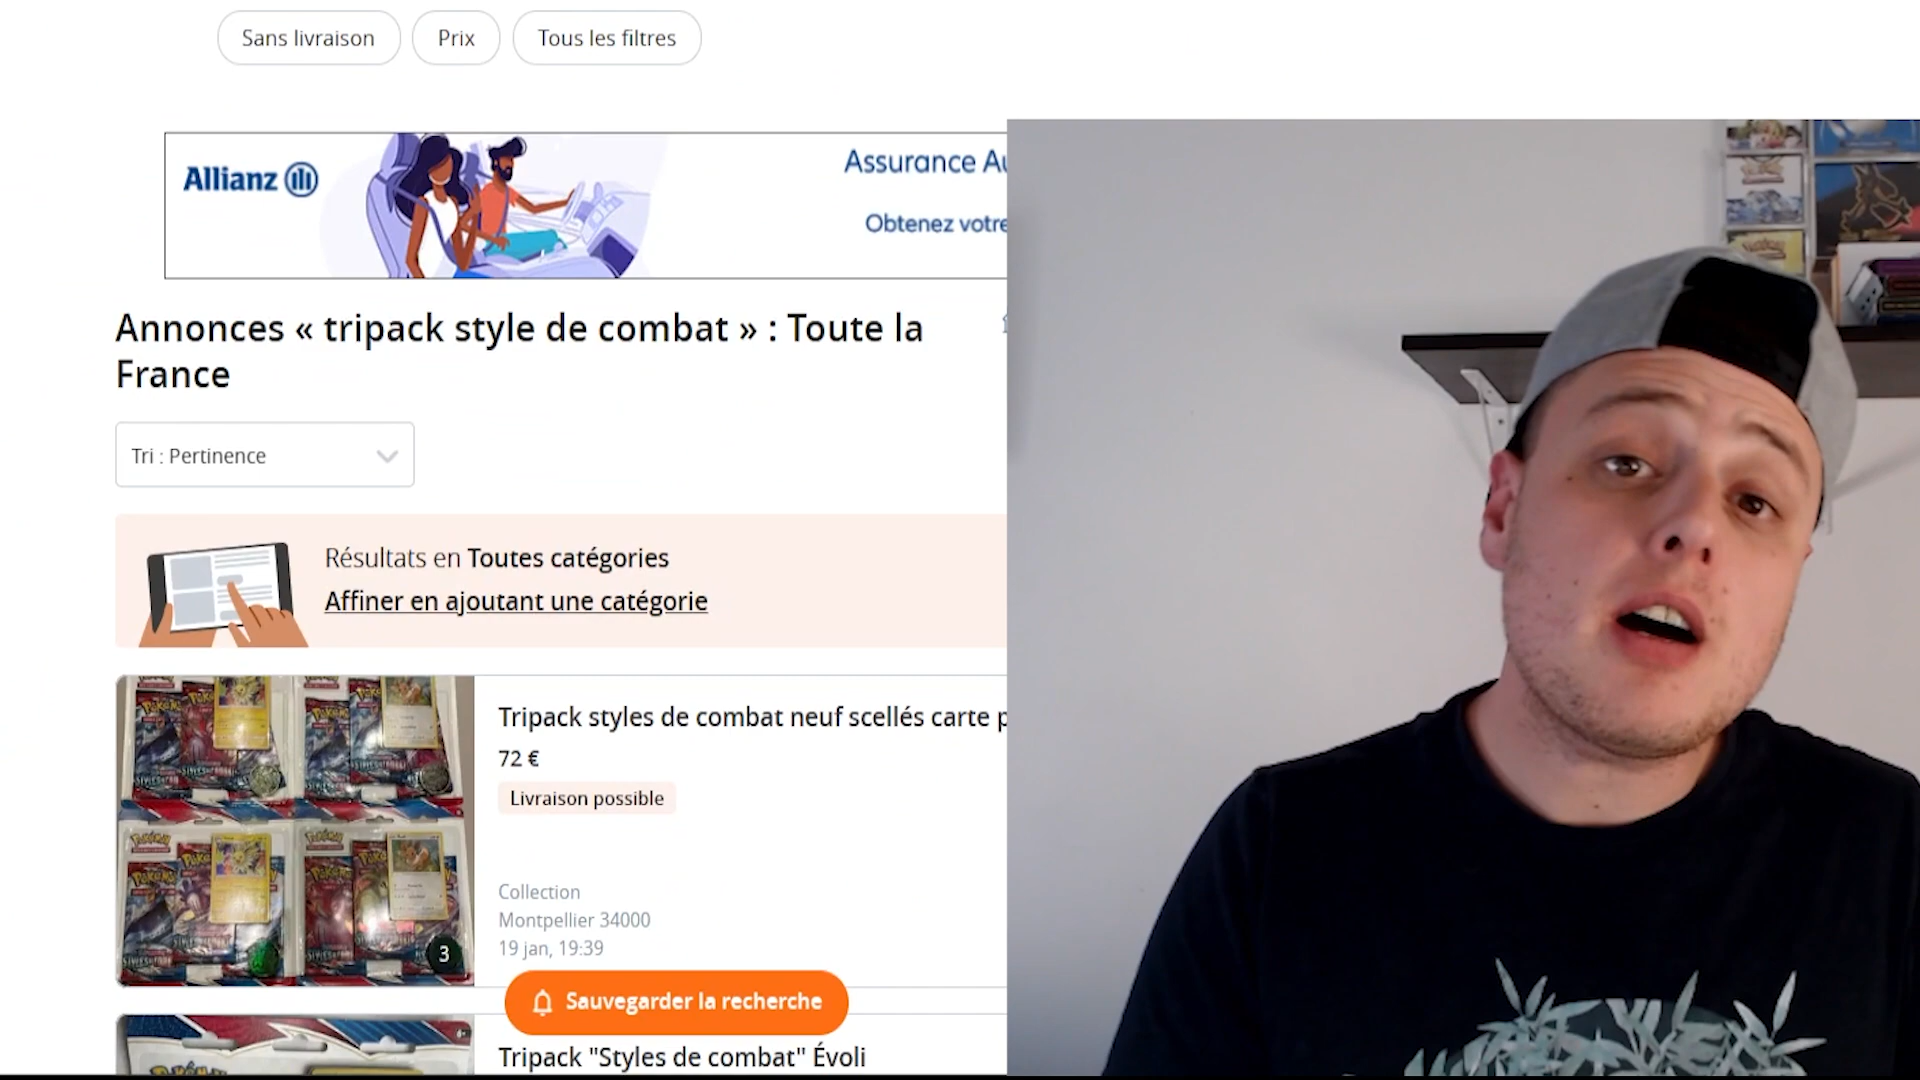 Sans livraison
Prix
Tous les filtres
Allianz
Assurance Au
Obtenez votre
Annonces « tripack style de combat » : Toute la
France
Tri : Pertinence
Résultats en Toutes catégories
Affiner en ajoutant une catégorie
Tripack styles de combat neuf scellés carte p
72 €
Livraison possible
Collection
Montpellier 34000
19 jan, 19:39
3
Sauvegarder la recherche
Tripack "Styles de combat" Évoli